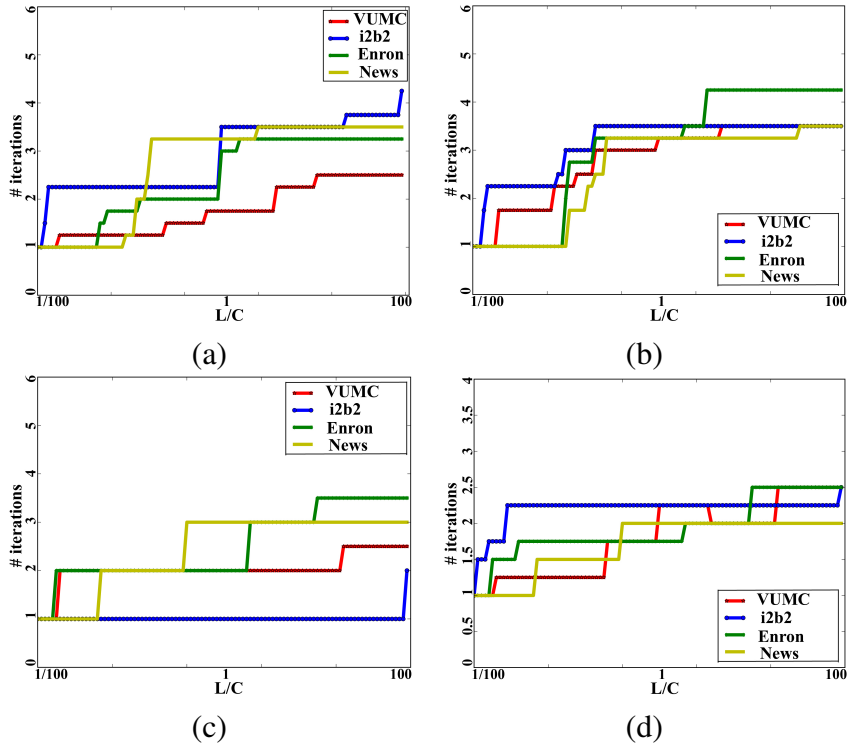 6
5
4
3
2
1
0
# iterations
1/100
1
100
L/C
VUMC
i2b2
Enron
News
(a)
6
5
4
3
2
1
0
# iterations
1/100
1
100
L/C
VUMC
i2b2
Enron
News
(b)
6
5
4
3
2
1
0
# iterations
1/100
1
100
L/C
VUMC
i2b2
Enron
News
(c)
4
3.5
3
2.5
2
1.5
1
0.5
0
# iterations
1/100
1
100
L/C
VUMC
i2b2
Enron
News
(d)